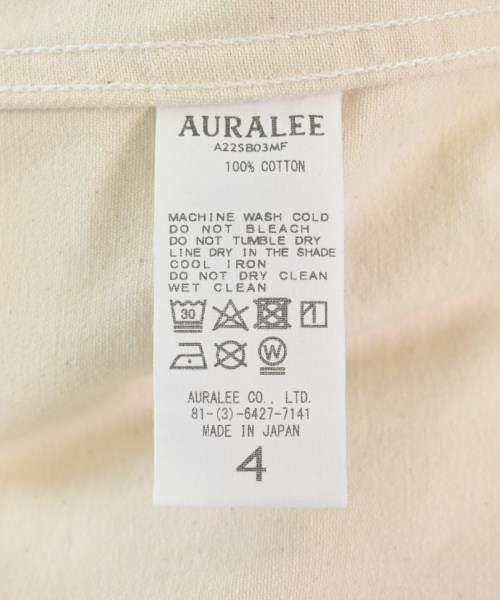 AURALEE
A22SB03MF
100% COTTON
MACHINE WASH COLD
DO NOT BLEACH
DO NOT TUMBLE DRY
LINE DRY IN THE SHADE
COOL IRON
DO NOT DRY CLEAN
WET CLEAN
30
W
AURALEE CO., LTD.
81-(3)-6427-7141
MADE IN JAPAN
4